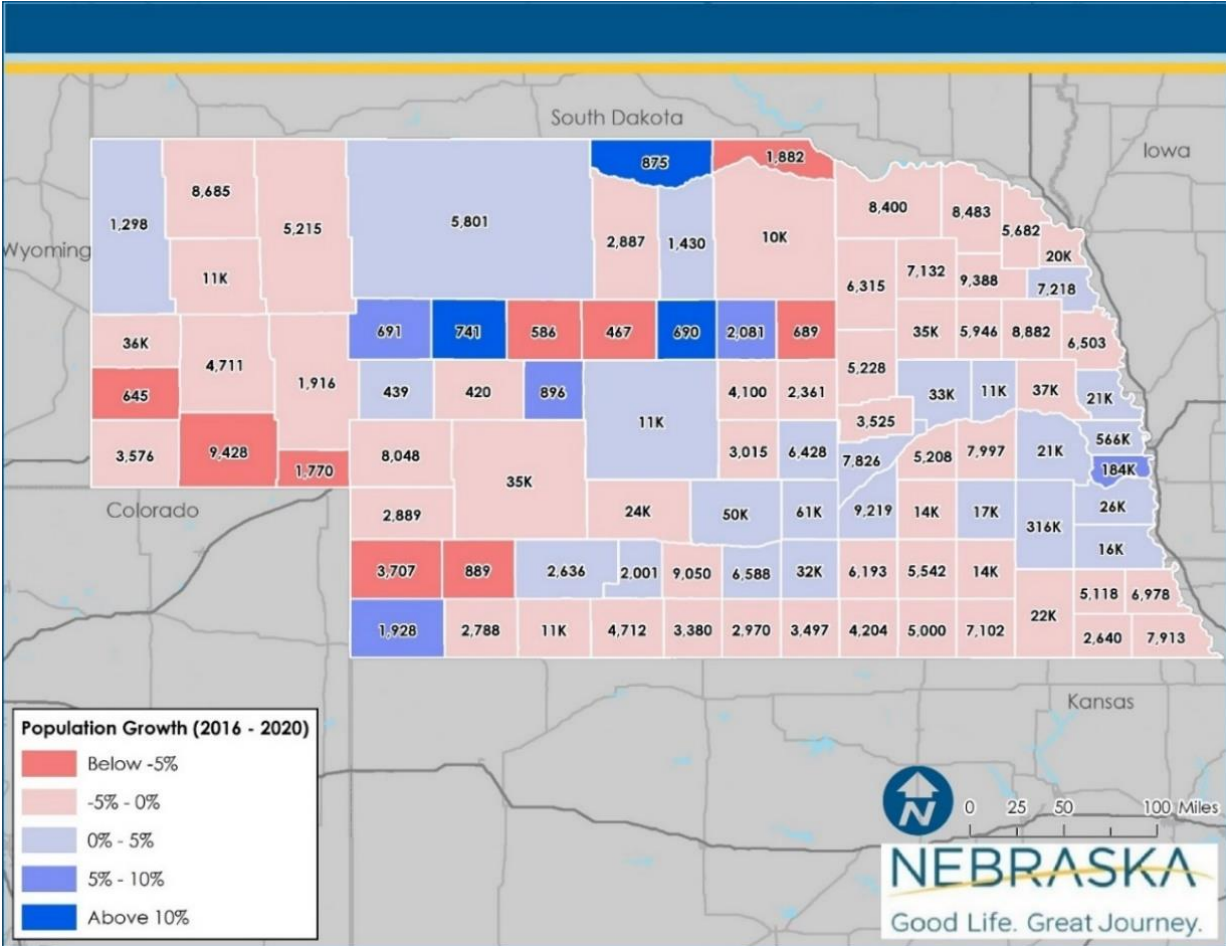 South Dakota
Iowa
875
1,882
8,685
1,298
5,215
5,801
8,400
8,483
2,887
1,430
10K
5,682
Wyoming
20K
11K
7,132
9,388
6,315
7,218
691
741
586
467
690
2,081
689
35K
5,946
8,882
6,503
36K
4,711
1,916
5,228
645
439
420
896
4,100
2,361
33K
11K
37K
21K
11K
3,525
566K
3,576
9,428
1,770
8,048
35K
3,015
6,428
7,826
5,208
7,997
21K
184K
Colorado
2,889
24K
50K
61K
9,219
14K
17K
316K
26K
16K
3,707
889
2,636
2,001
9,050
6,588
32K
6,193
5,542
14K
5,118
6,978
22K
1,928
2,788
11K
4,712
3,380
2,970
3,497
4,204
5,000
7,102
2,640
7,913
Kansas
Population Growth (2016 - 2020)
Below -5%
-5% - 0%
0% - 5%
5% - 10%
Above 10%
N
0 25 50 100 Miles
NEBRASKA
Good Life. Great Journey.